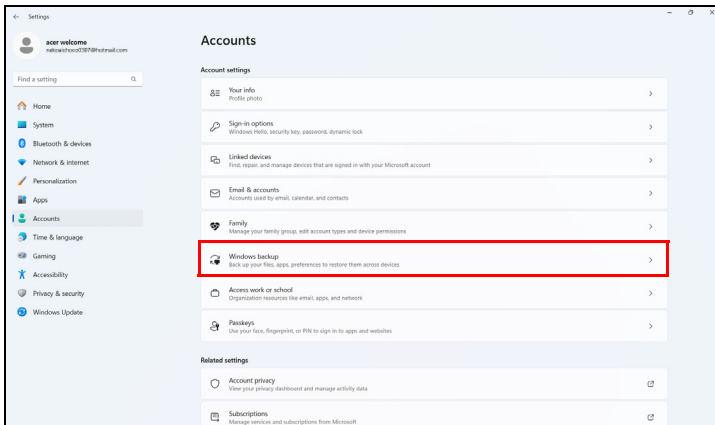 Settings
acer welcome
nekoaichoco0307@hotmail.com
Find a setting
Home
System
Bluetooth & devices
Network & internet
Personalization
Apps
Accounts
Time & language
Gaming
Accessibility
Privacy & security
Windows Update
Accounts
Account settings
Your info
Profile photo
Sign-in options
Windows Hello, security key, password, dynamic lock
Linked devices
Find, repair, and manage devices that are signed in with your Microsoft account
Email & accounts
Accounts used by email, calendar, and contacts
Family
Manage your family group, edit account types and device permissions
Windows backup
Back up your files, apps, preferences to restore them across devices
Access work or school
Organization resources like email, apps, and network
Passkeys
Use your face, fingerprint, or PIN to sign in to apps and websites
Related settings
Account privacy
View your privacy dashboard and manage activity data
Subscriptions
Manage services and subscriptions from Microsoft